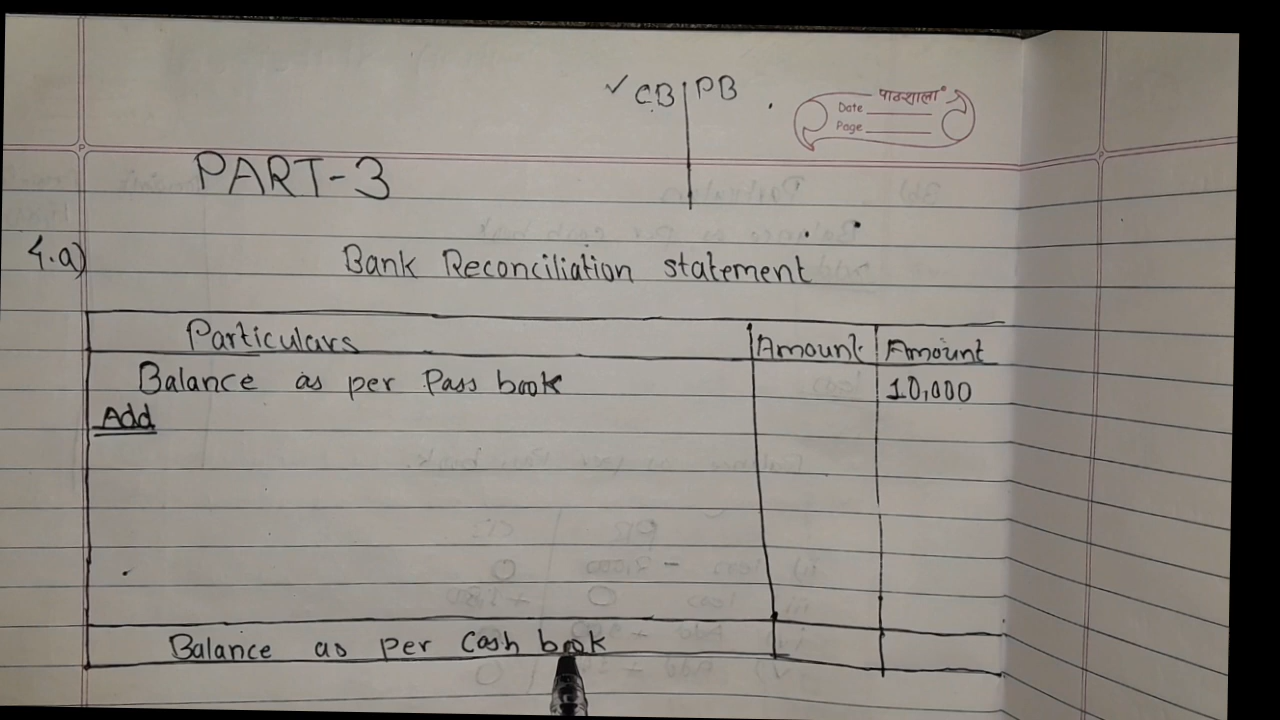 ✓ CB | PB
पाठशाला
Date
Page
PART-3
4.a) Bank Reconciliation statement
Particulars Amount Amount
Balance as per Pass book 10,000
Add
Balance as per Cash book